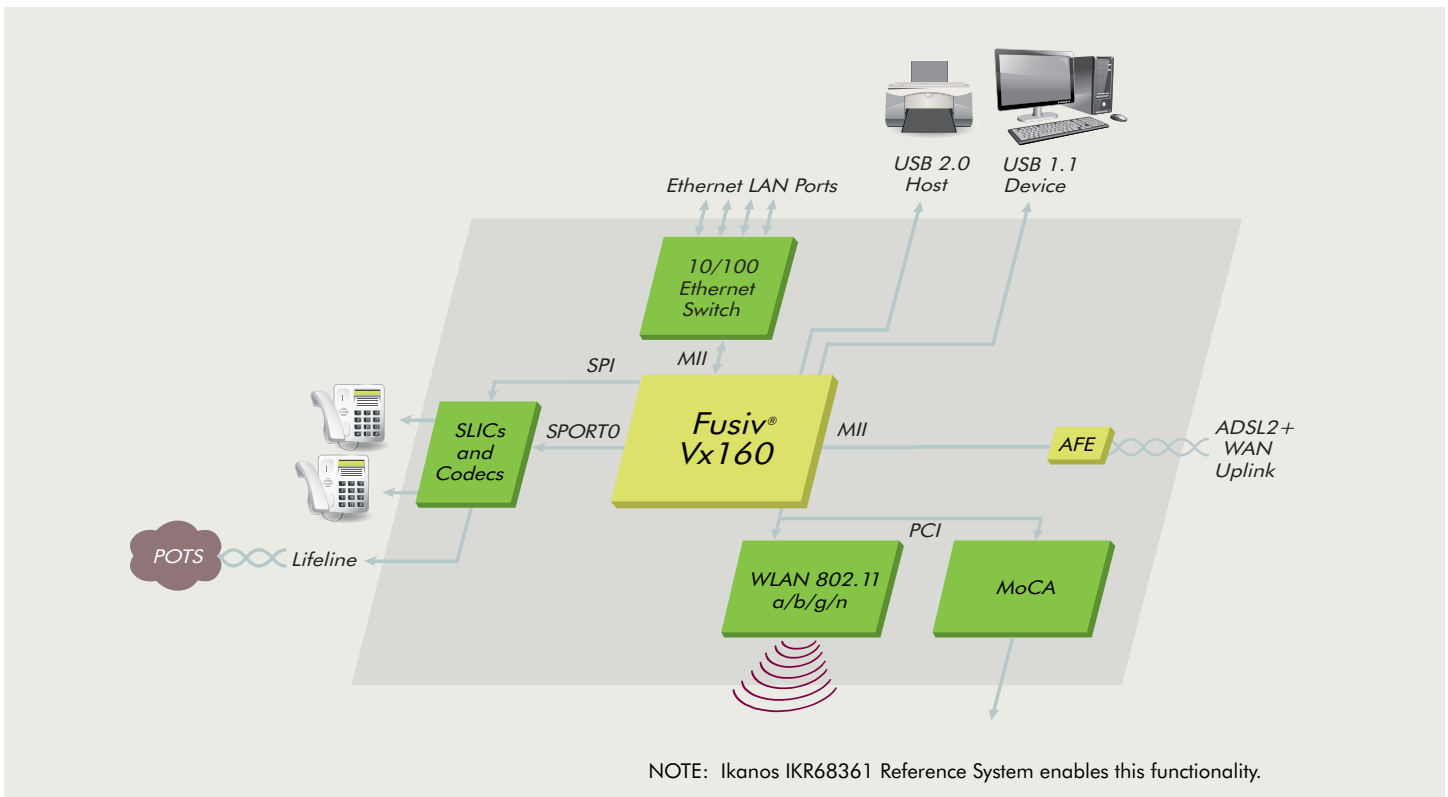 USB 2.0
Host
USB 1.1
Device
Ethernet LAN Ports
10/100
Ethernet
Switch
SPI
MII
SLICs
and
Codecs
SPORT0
Fusiv®
Vx160
MII
AFE
ADSL2+
WAN
Uplink
POTS
Lifeline
PCI
WLAN 802.11
a/b/g/n
MoCA
NOTE: Ikanos IKR68361 Reference System enables this functionality.